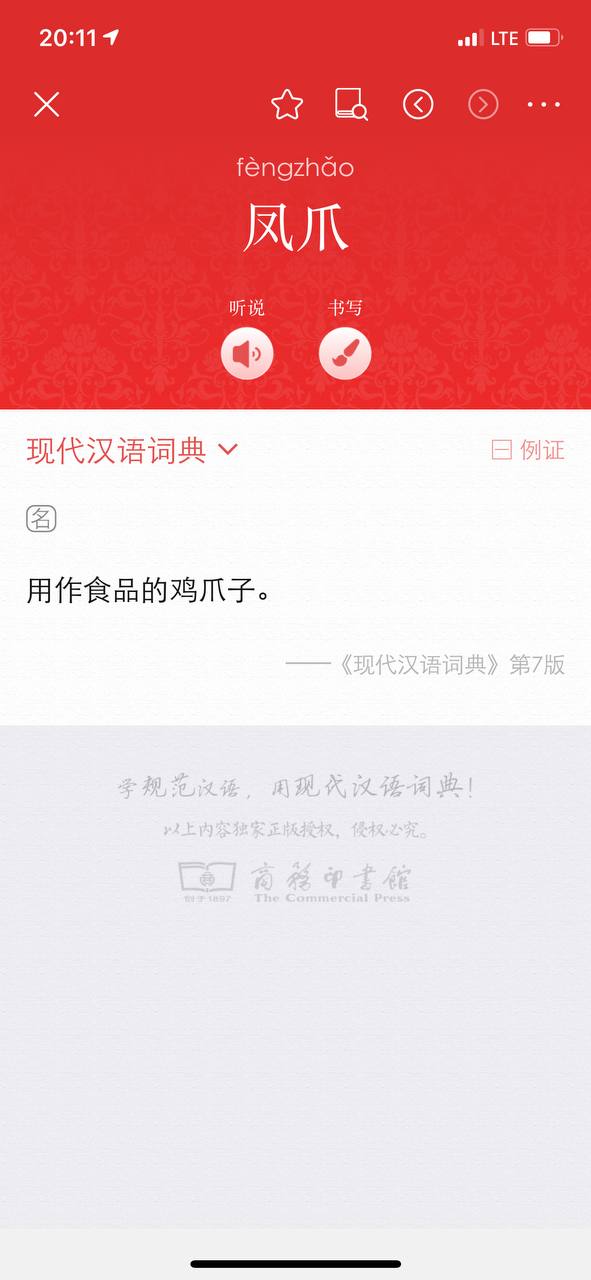 20:11
LTE
fèngzhǎo
凤爪
听说 书写
现代汉语词典 例证
名
用作食品的鸡爪子。
——《现代汉语词典》第7版
学规范汉语，用现代汉语词典！
以上内容独家正版授权，侵权必究。
商務印書館
创于1897 The Commercial Press